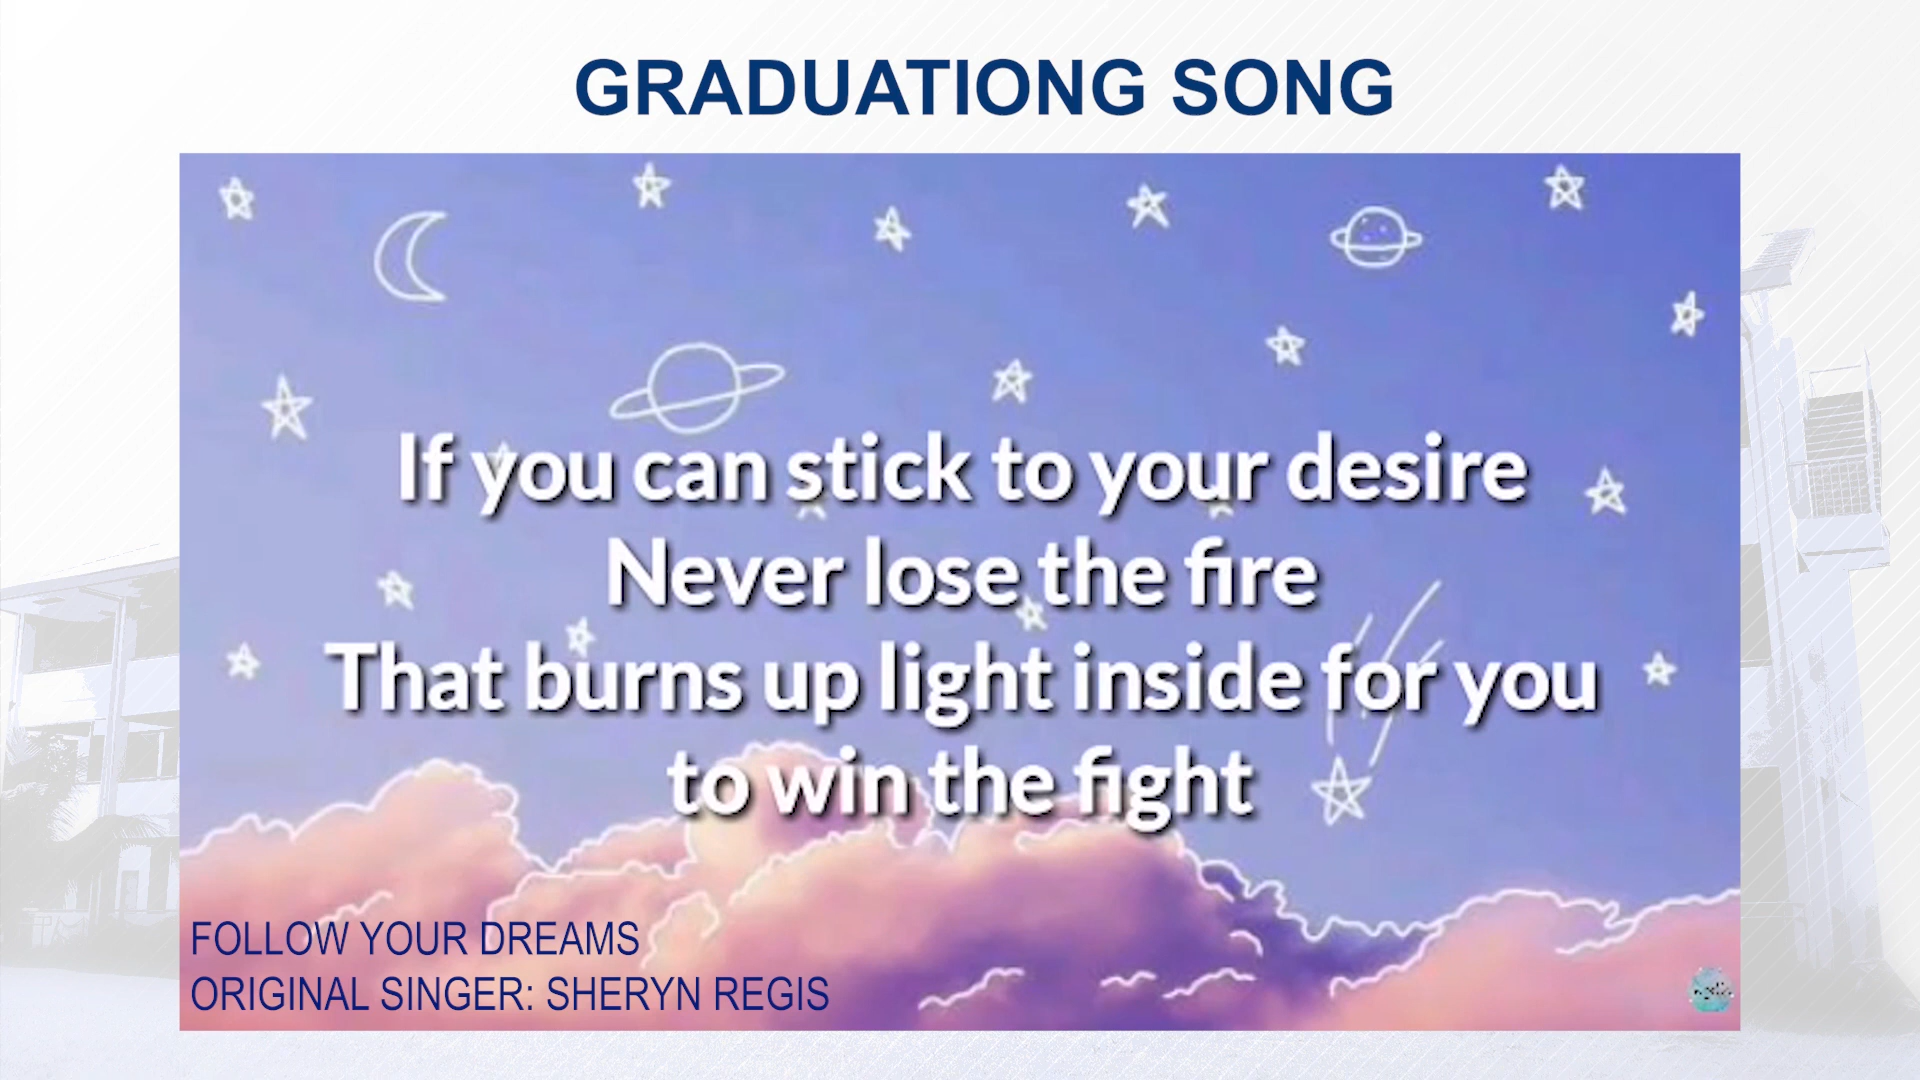 GRADUATIONG SONG
If you can stick to your desire
Never lose the fire
That burns up light inside for you
to win the fight
FOLLOW YOUR DREAMS
ORIGINAL SINGER: SHERYN REGIS